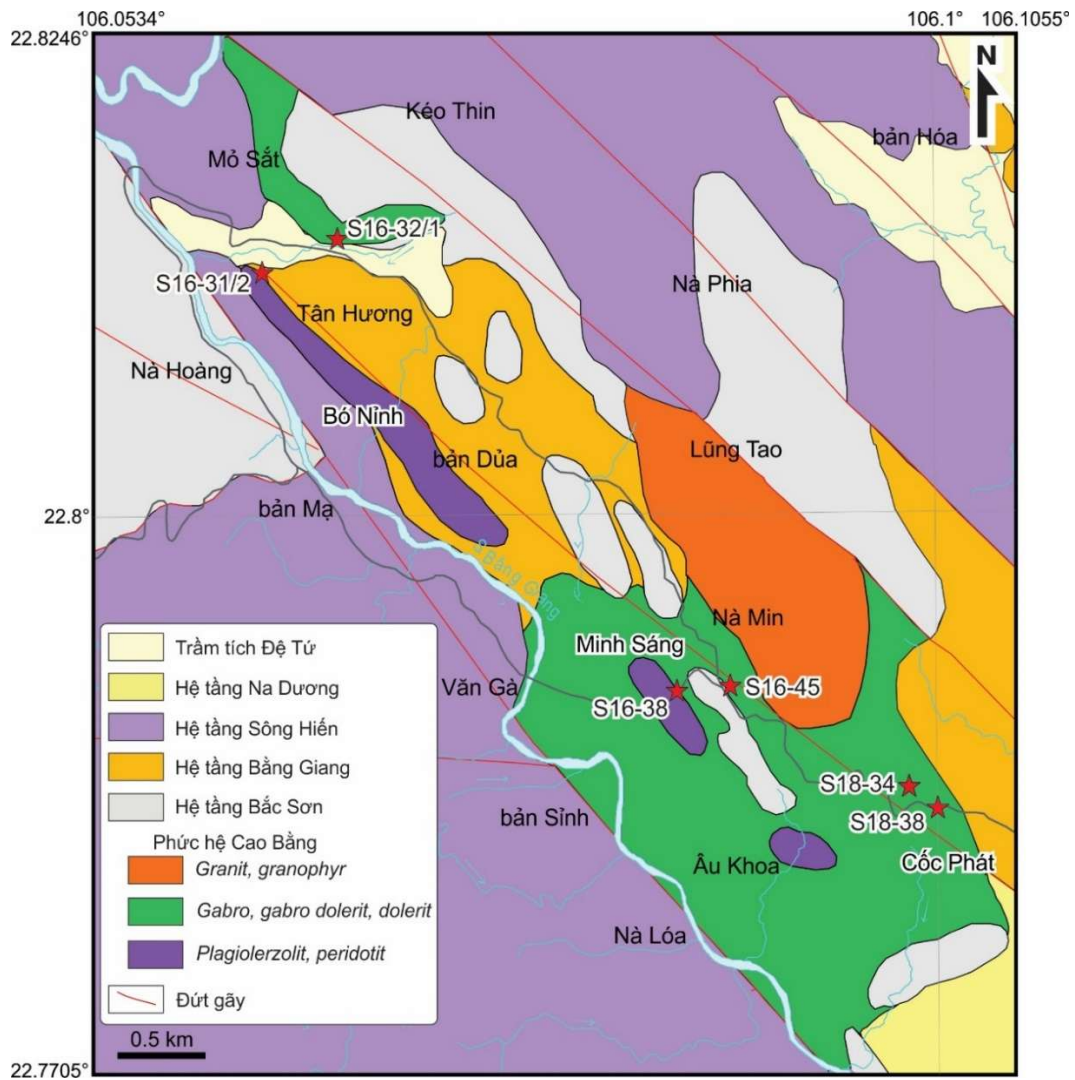 106.0534°
106.1°
106.1055°
22.8246°
N
Kéo Thin
bản Hóa
Mỏ Sắt
S16-32/1
S16-31/2
Nà Phia
Tân Hương
Nà Hoàng
Bó Nỉnh
Lũng Tao
bản Dủa
22.8°
bản Mạ
S Bằng Giang
Nà Min
Minh Sáng
Văn Gà
S16-45
S16-38
S18-34
S18-38
bản Sỉnh
Âu Khoa
Cốc Phát
Nà Lóa
Trầm tích Đệ Tứ
Hệ tầng Na Dương
Hệ tầng Sông Hiến
Hệ tầng Bằng Giang
Hệ tầng Bắc Sơn
Phức hệ Cao Bằng
Granit, granophyr
Gabro, gabro dolerit, dolerit
Plagiolerzolit, peridotit
Đứt gãy
0.5 km
22.7705°